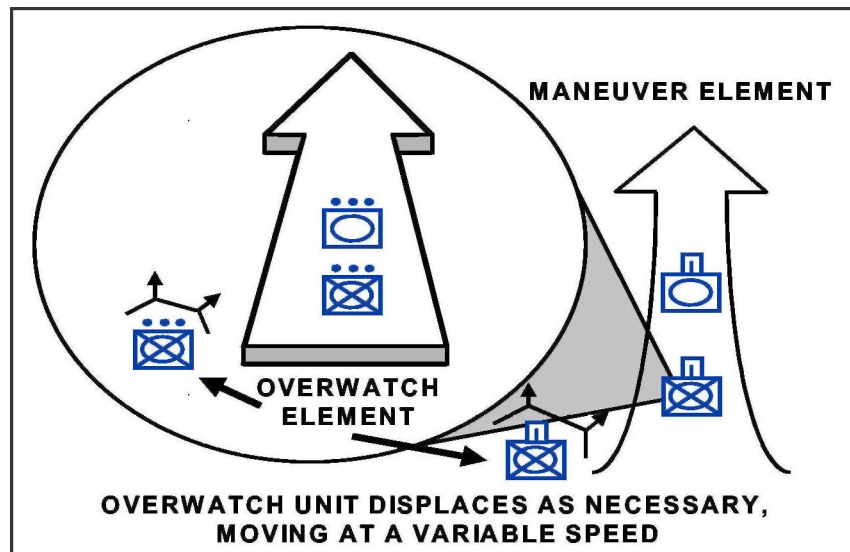 MANEUVER ELEMENT
OVERWATCH
ELEMENT
OVERWATCH UNIT DISPLACES AS NECESSARY,
MOVING AT A VARIABLE SPEED